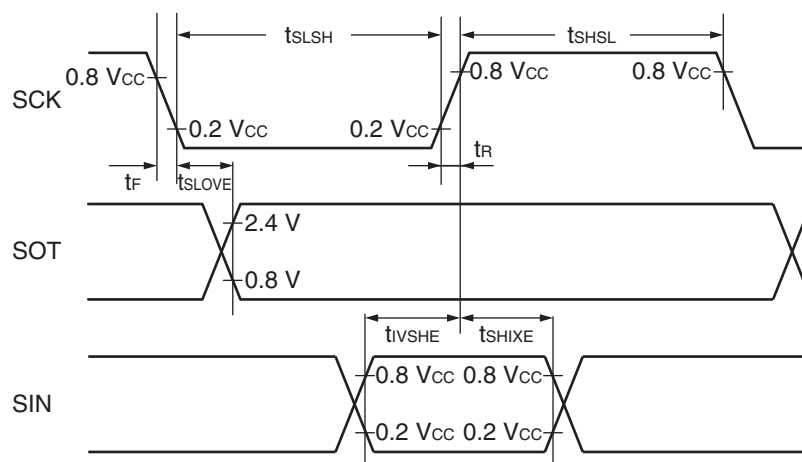 tSLSH tSHSL
0.8 VCC 0.8 VCC 0.8 VCC
SCK
0.2 VCC 0.2 VCC
tF tSLOVE tR
2.4 V
SOT
0.8 V
tIVSHE tSHIXE
0.8 VCC 0.8 VCC
SIN
0.2 VCC 0.2 VCC